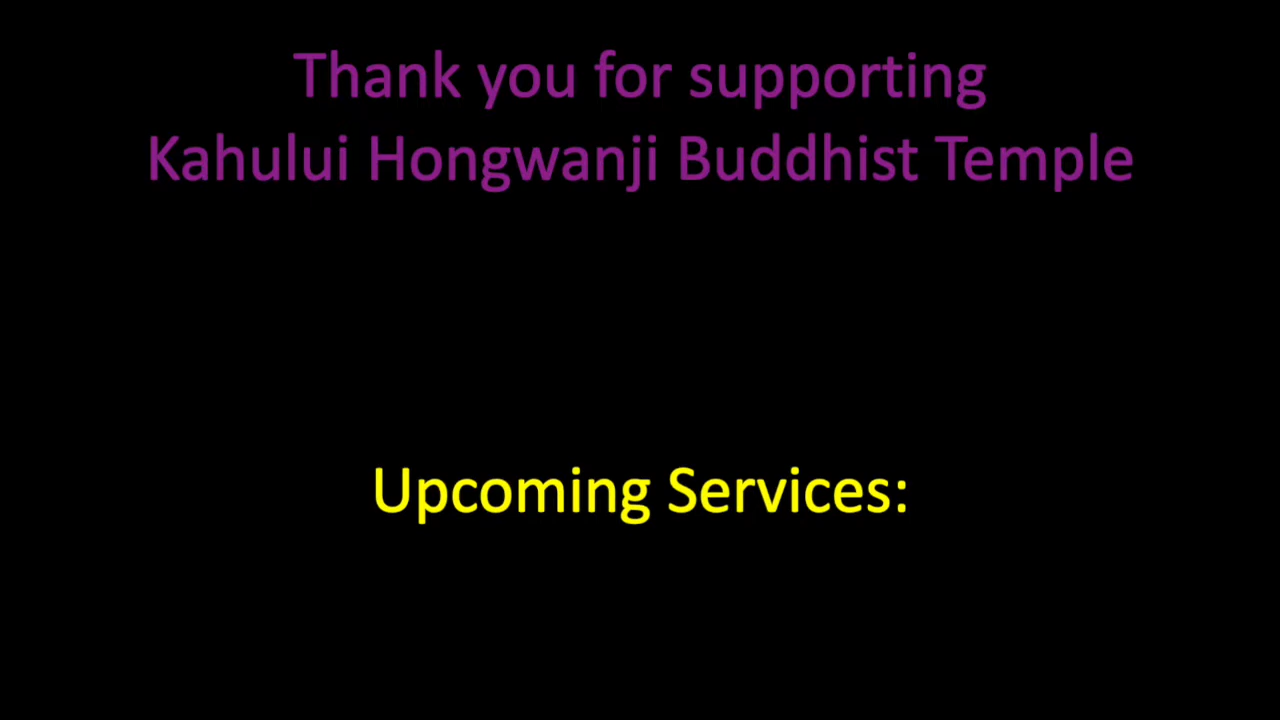 Thank you for supporting
Kahului Hongwanji Buddhist Temple
Upcoming Services: